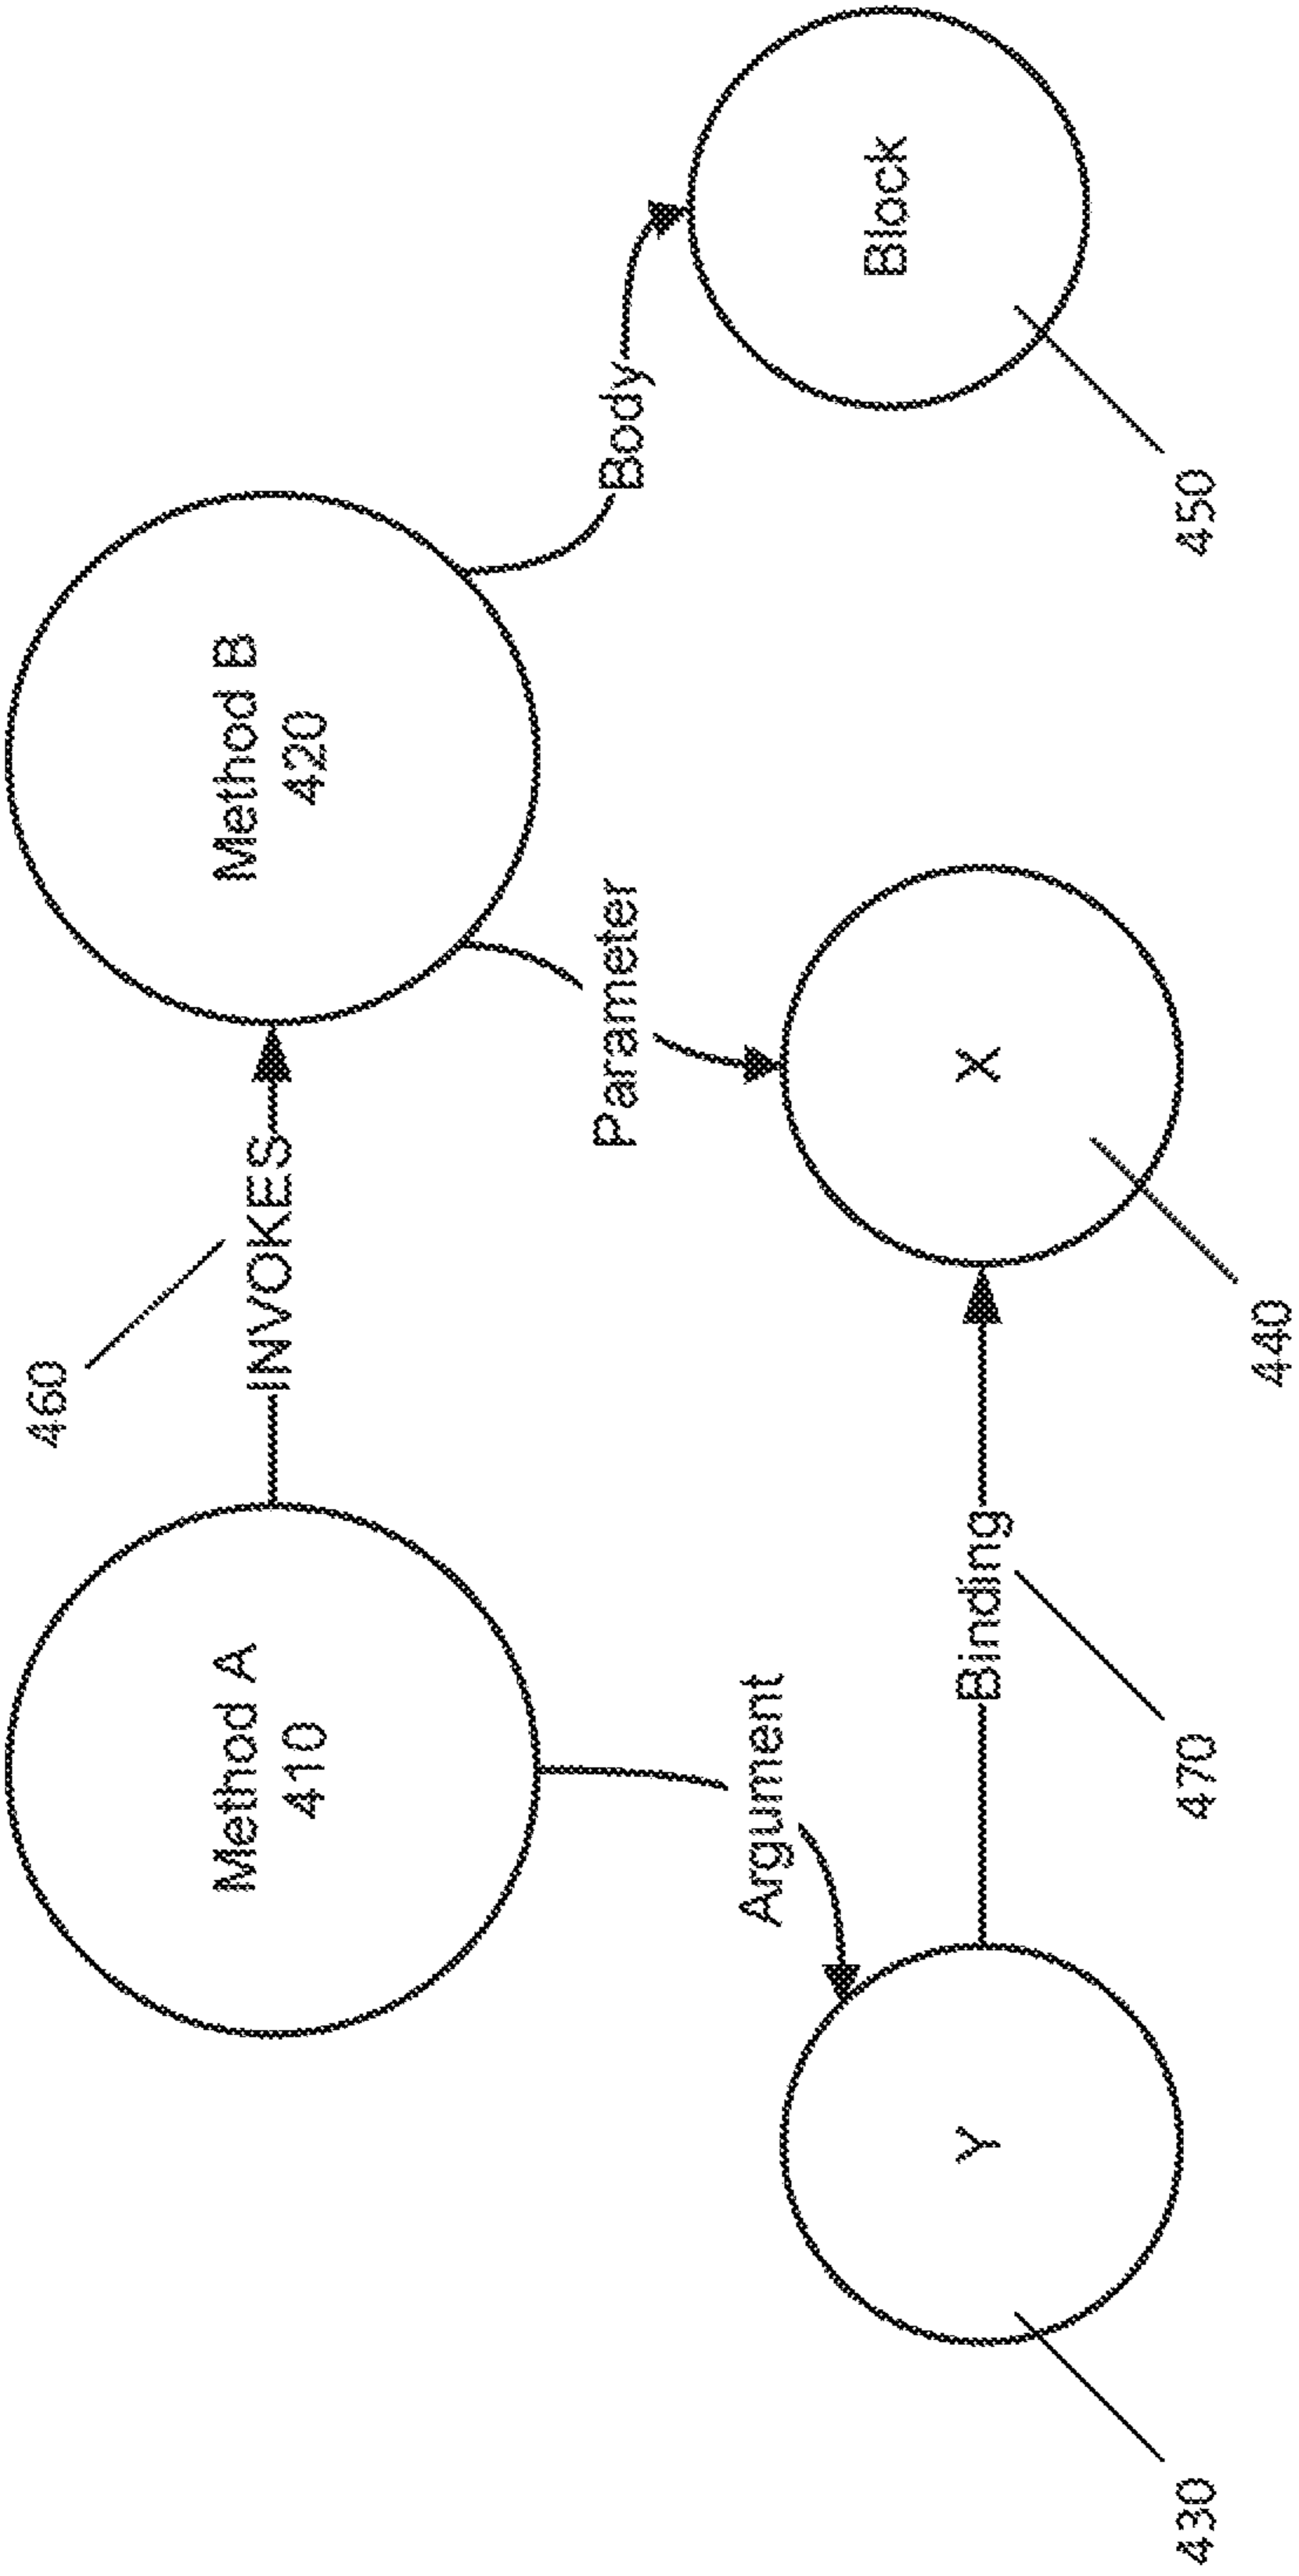 460
Method A
410
INVOKES
Method B
420
Argument
Parameter
Body
Y
Binding
X
Block
430
470
440
450